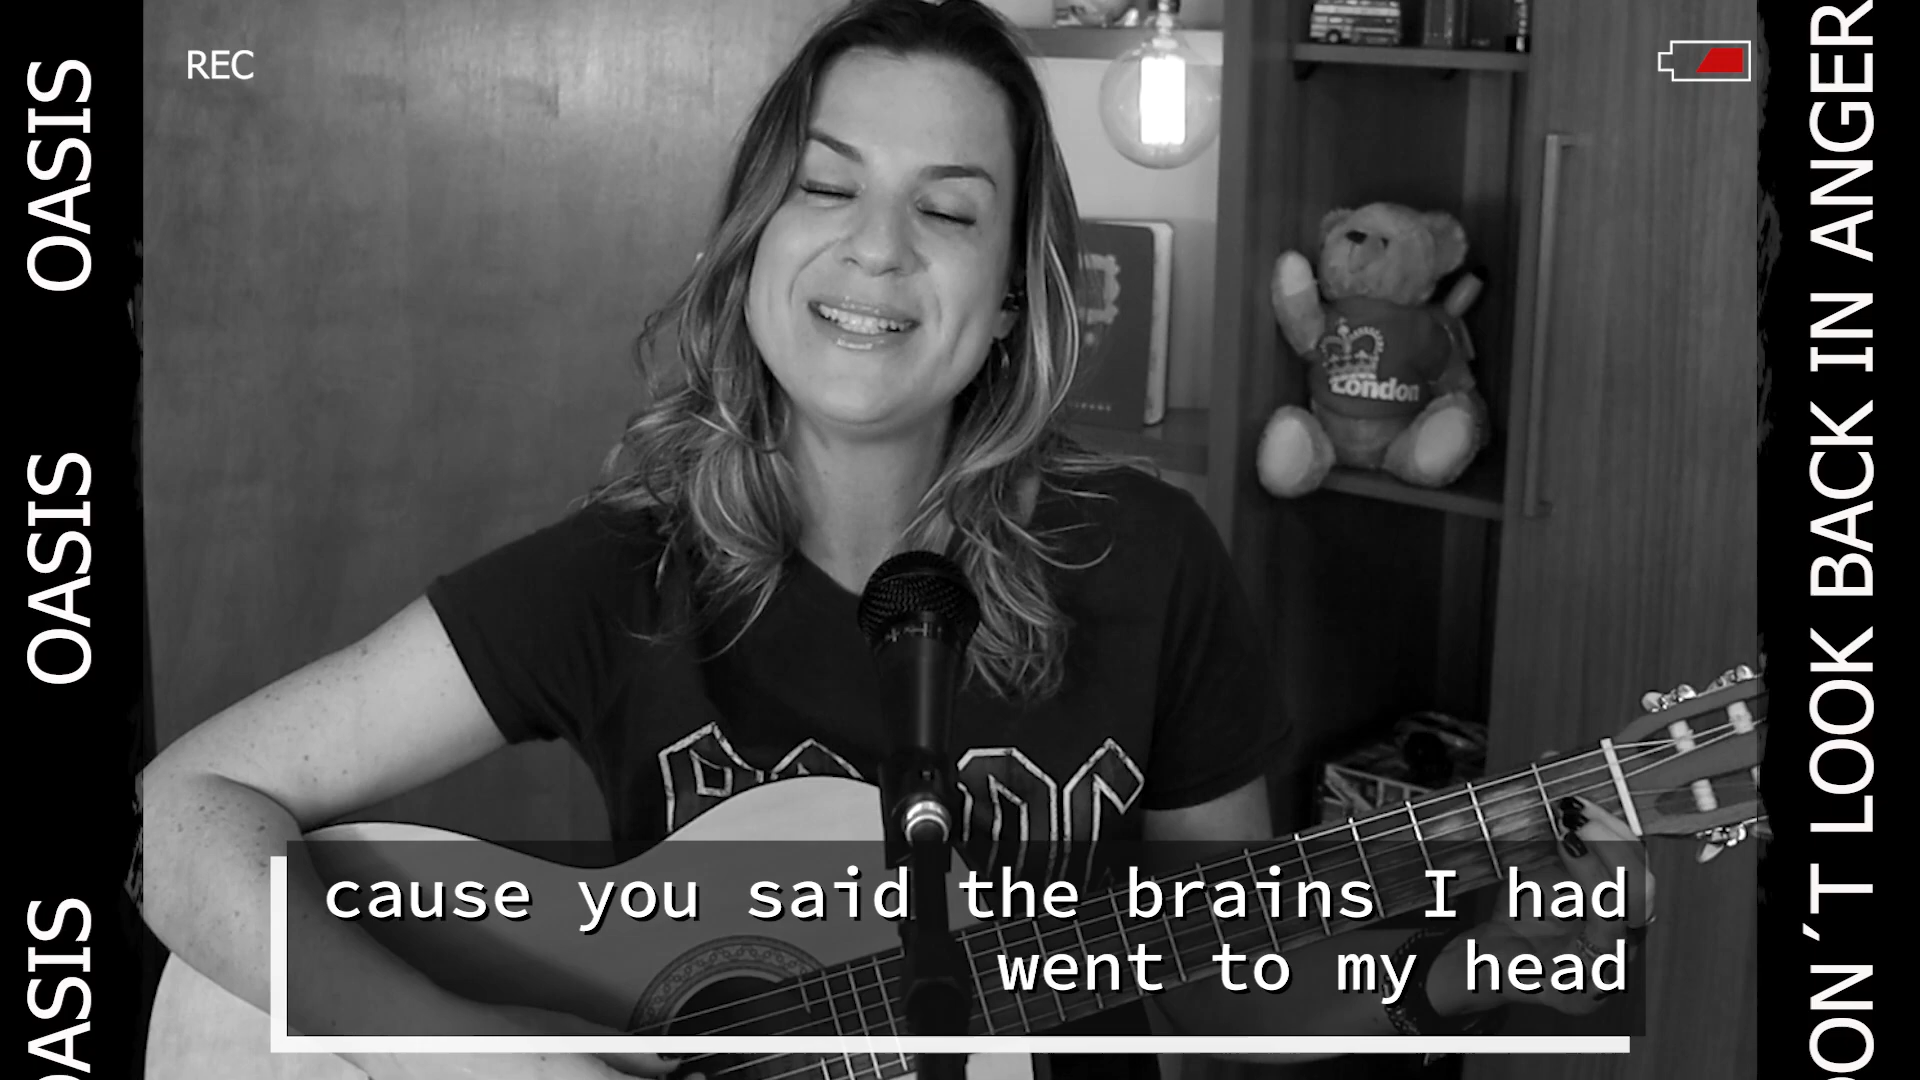 REC
OASIS
OASIS
OASIS
DON´T LOOK BACK IN ANGER
London
cause you said the brains I had
went to my head